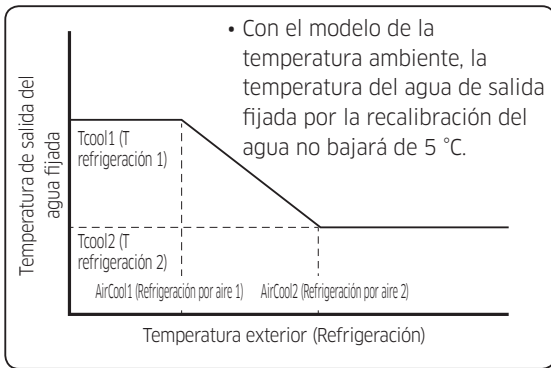 • Con el modelo de la
temperatura ambiente, la
temperatura del agua de salida
fijada por la recalibración del
agua no bajará de 5 °C.
Temperatura de salida del
agua fijada
Tcool1 (T
refrigeración 1)
Tcool2 (T
refrigeración 2)
AirCool1 (Refrigeración por aire 1)
AirCool2 (Refrigeración por aire 2)
Temperatura exterior (Refrigeración)